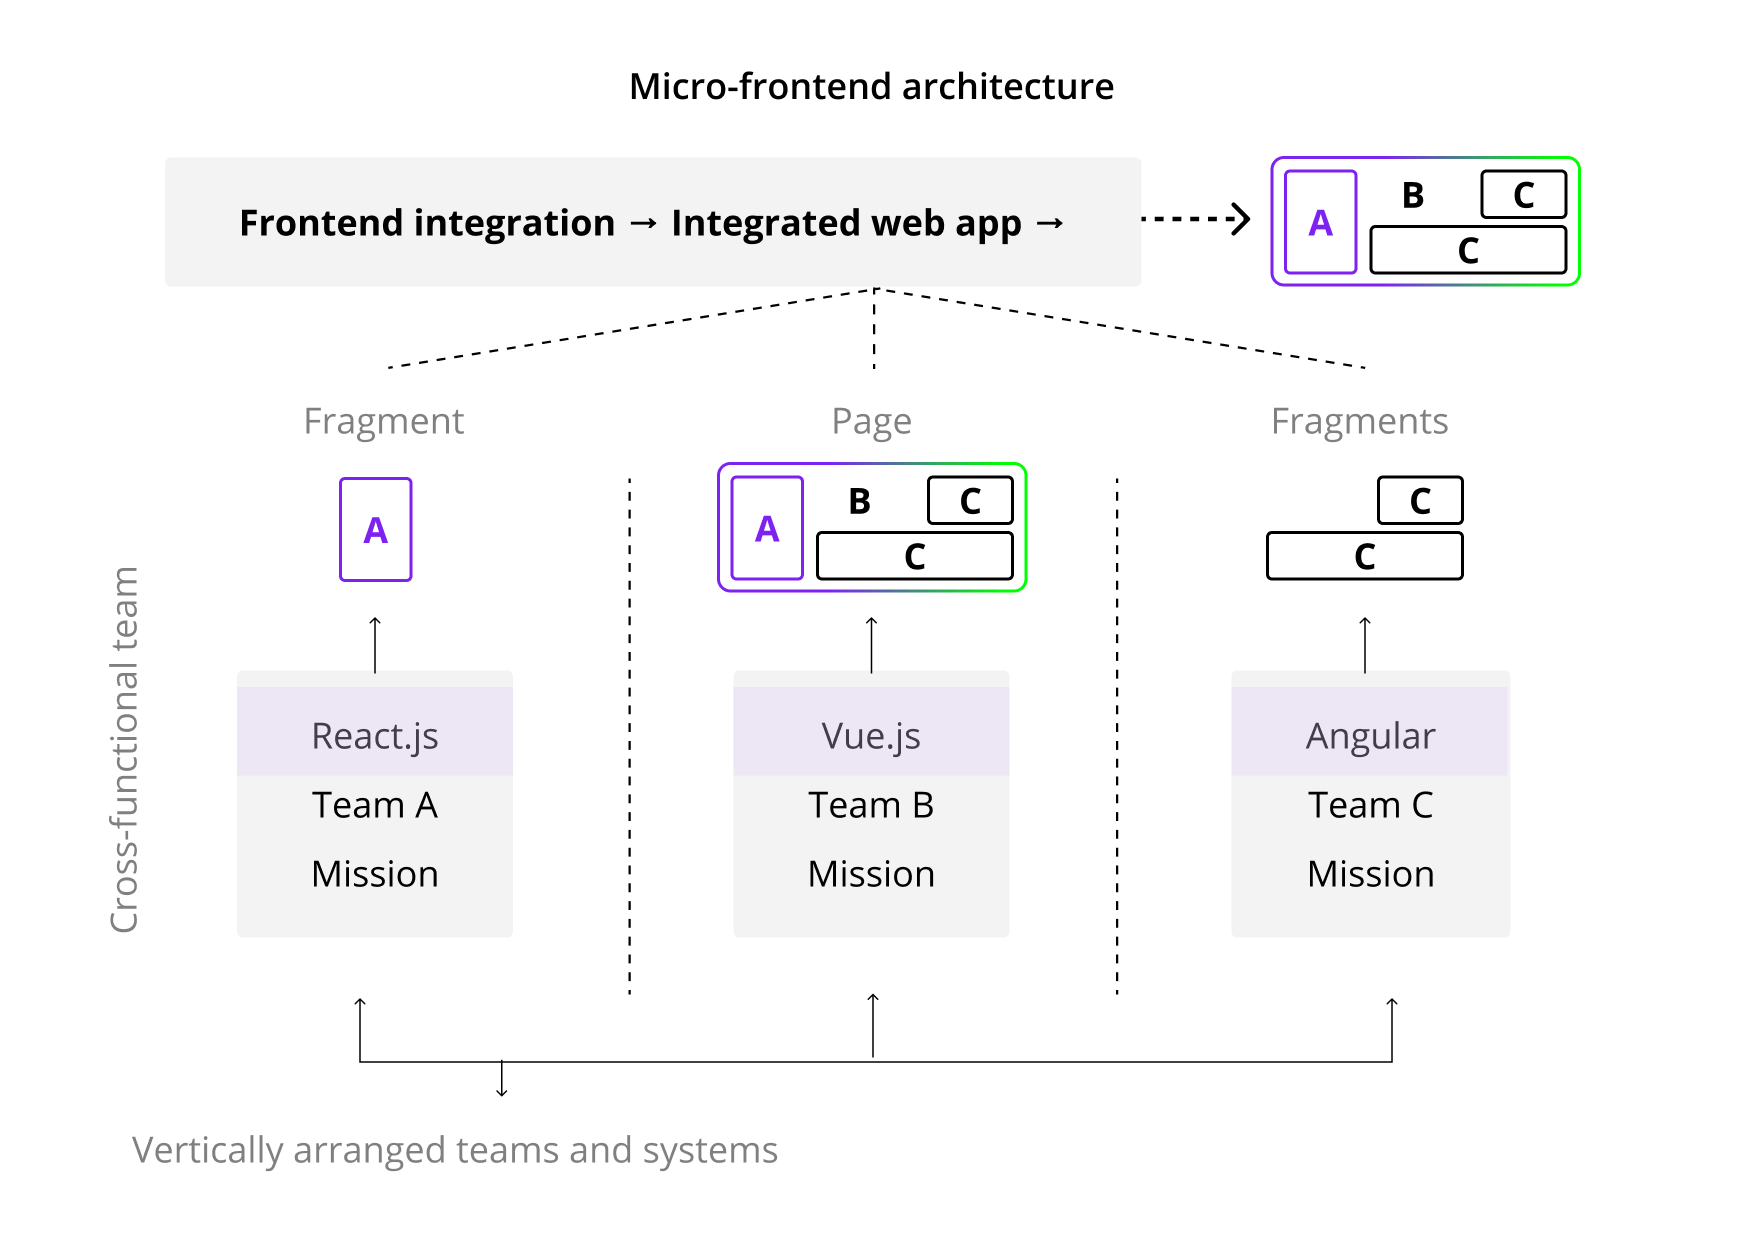 Micro-frontend architecture
Frontend integration → Integrated web app →
A
B
C
C
Fragment
Page
Fragments
A
A
B
C
C
C
C
Cross-functional team
React.js
Team A
Mission
Vue.js
Team B
Mission
Angular
Team C
Mission
Vertically arranged teams and systems